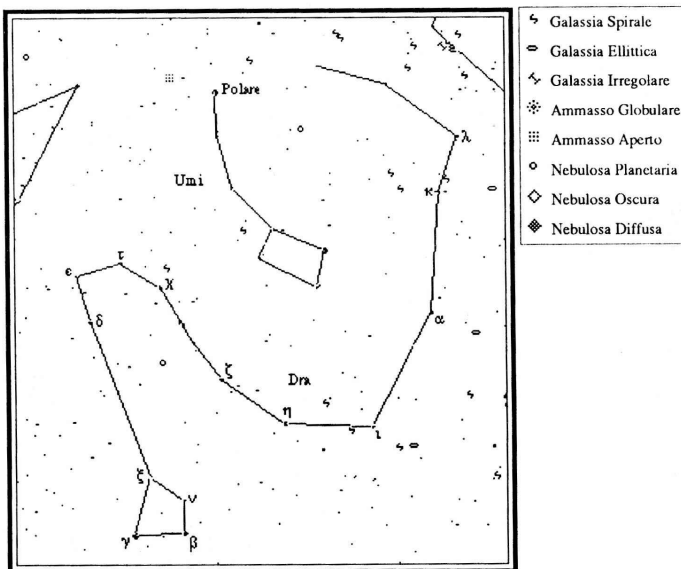 Polare
λ
Umi
κ
ε
τ
χ
δ
α
ζ
Dra
η
ι
ξ
ν
γ
β
Galassia Spirale
Galassia Ellittica
Galassia Irregolare
Ammasso Globulare
Ammasso Aperto
Nebulosa Planetaria
Nebulosa Oscura
Nebulosa Diffusa